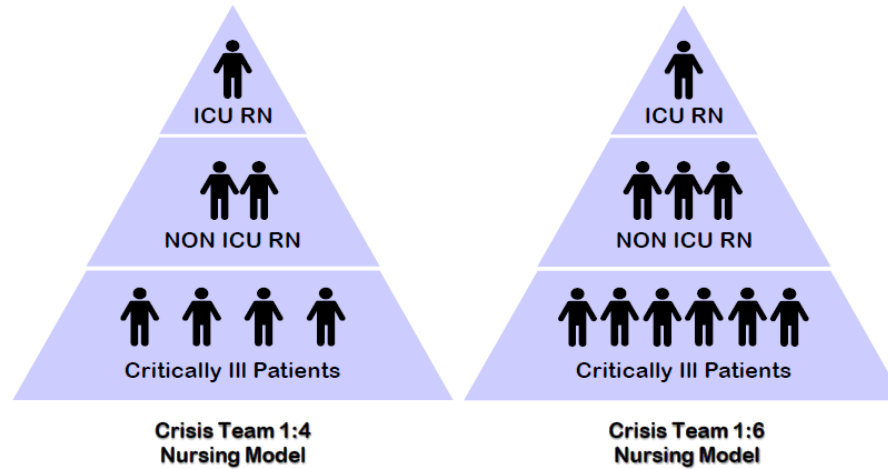 ICU RN
NON ICU RN
Critically Ill Patients
Crisis Team 1:4
Nursing Model
ICU RN
NON ICU RN
Critically Ill Patients
Crisis Team 1:6
Nursing Model